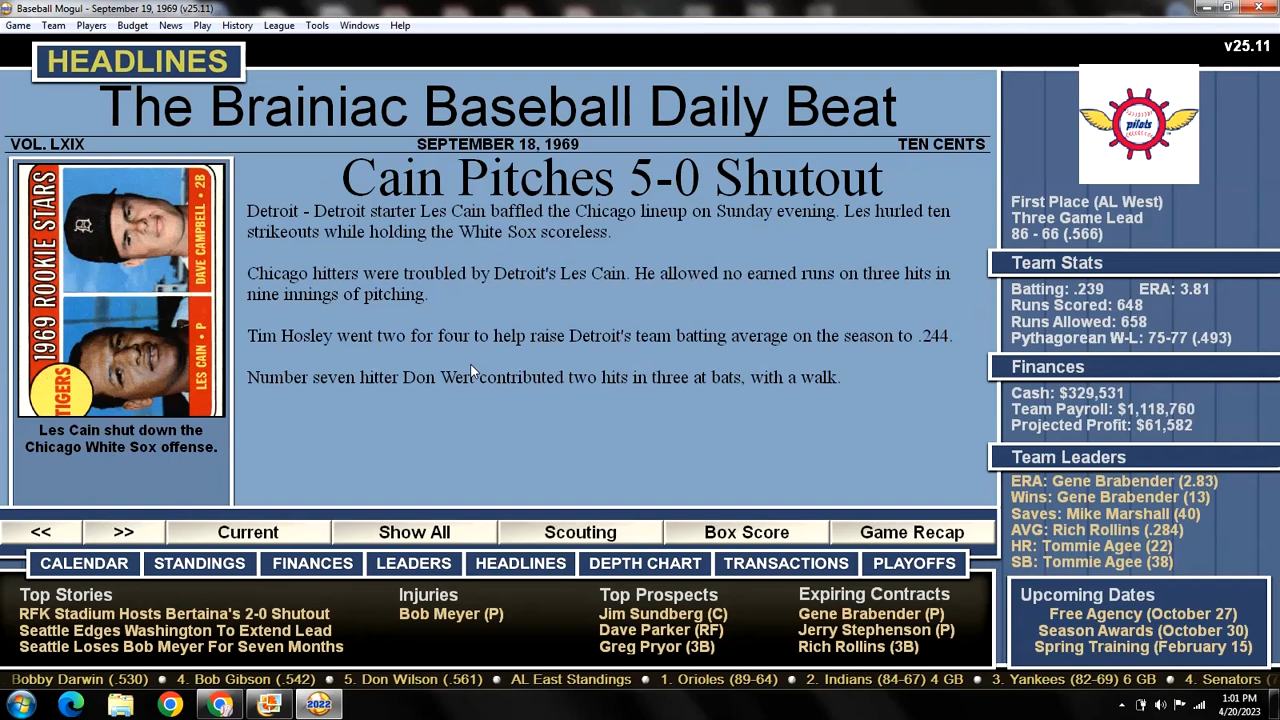 Baseball Mogul - September 19, 1969 (v25.11)
Game Team Players Budget News Play History League Tools Windows Help
HEADLINES
v25.11
The Brainiac Baseball Daily Beat
VOL. LXIX SEPTEMBER 18, 1969 TEN CENTS
1969 ROOKIE STARS
DAVE CAMPBELL • 2B
LES CAIN • P
TIGERS
Les Cain shut down the
Chicago White Sox offense.
Cain Pitches 5-0 Shutout
Detroit - Detroit starter Les Cain baffled the Chicago lineup on Sunday evening. Les hurled ten
strikeouts while holding the White Sox scoreless.
Chicago hitters were troubled by Detroit's Les Cain. He allowed no earned runs on three hits in
nine innings of pitching.
Tim Hosley went two for four to help raise Detroit's team batting average on the season to .244.
Number seven hitter Don Wert contributed two hits in three at bats, with a walk.
pilots
First Place (AL West)
Three Game Lead
86 - 66 (.566)
Team Stats
Batting: .239 ERA: 3.81
Runs Scored: 648
Runs Allowed: 658
Pythagorean W-L: 75-77 (.493)
Finances
Cash: $329,531
Team Payroll: $1,118,760
Projected Profit: $61,582
Team Leaders
ERA: Gene Brabender (2.83)
Wins: Gene Brabender (13)
Saves: Mike Marshall (40)
AVG: Rich Rollins (.284)
HR: Tommie Agee (22)
SB: Tommie Agee (38)
<< >> Current Show All Scouting Box Score Game Recap
CALENDAR STANDINGS FINANCES LEADERS HEADLINES DEPTH CHART TRANSACTIONS PLAYOFFS
Top Stories
RFK Stadium Hosts Bertaina's 2-0 Shutout
Seattle Edges Washington To Extend Lead
Seattle Loses Bob Meyer For Seven Months
Injuries
Bob Meyer (P)
Top Prospects
Jim Sundberg (C)
Dave Parker (RF)
Greg Pryor (3B)
Expiring Contracts
Gene Brabender (P)
Jerry Stephenson (P)
Rich Rollins (3B)
Upcoming Dates
Free Agency (October 27)
Season Awards (October 30)
Spring Training (February 15)
Bobby Darwin (.530) • 4. Bob Gibson (.542) • 5. Don Wilson (.561) • AL East Standings • 1. Orioles (89-64) • 2. Indians (84-67) 4 GB • 3. Yankees (82-69) 6 GB • 4. Senators (7
2022
1:01 PM
4/20/2023